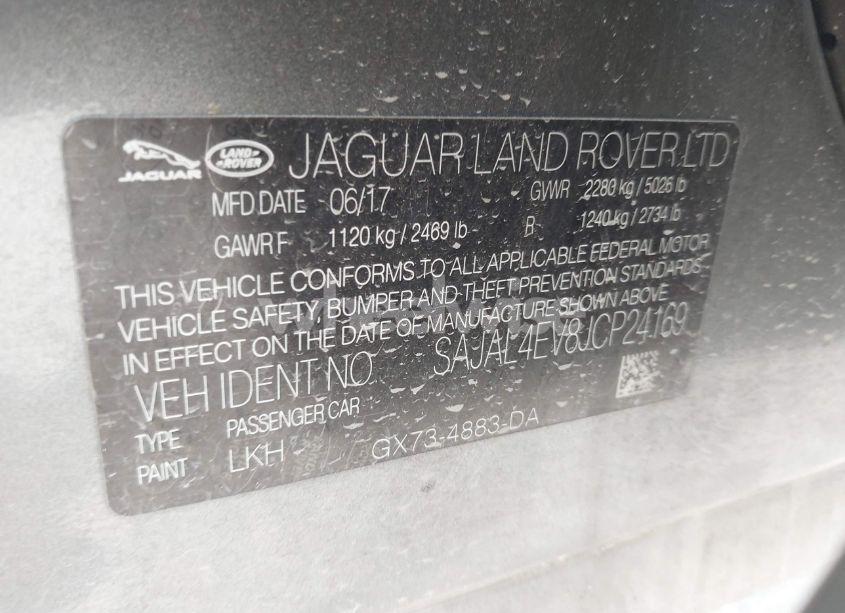 JAGUAR LAND ROVER JAGUAR LAND ROVER LTD
MFD DATE 06/17 GVWR 2280 kg / 5026 lb
GAWR F 1120 kg / 2469 lb R 1240 kg / 2734 lb
THIS VEHICLE CONFORMS TO ALL APPLICABLE FEDERAL MOTOR
VEHICLE SAFETY, BUMPER AND THEFT PREVENTION STANDARDS
IN EFFECT ON THE DATE OF MANUFACTURE SHOWN ABOVE
VEH IDENT NO SAJAL4EV8JCP24169
TYPE PASSENGER CAR
PAINT LKH GX73-4883-DA